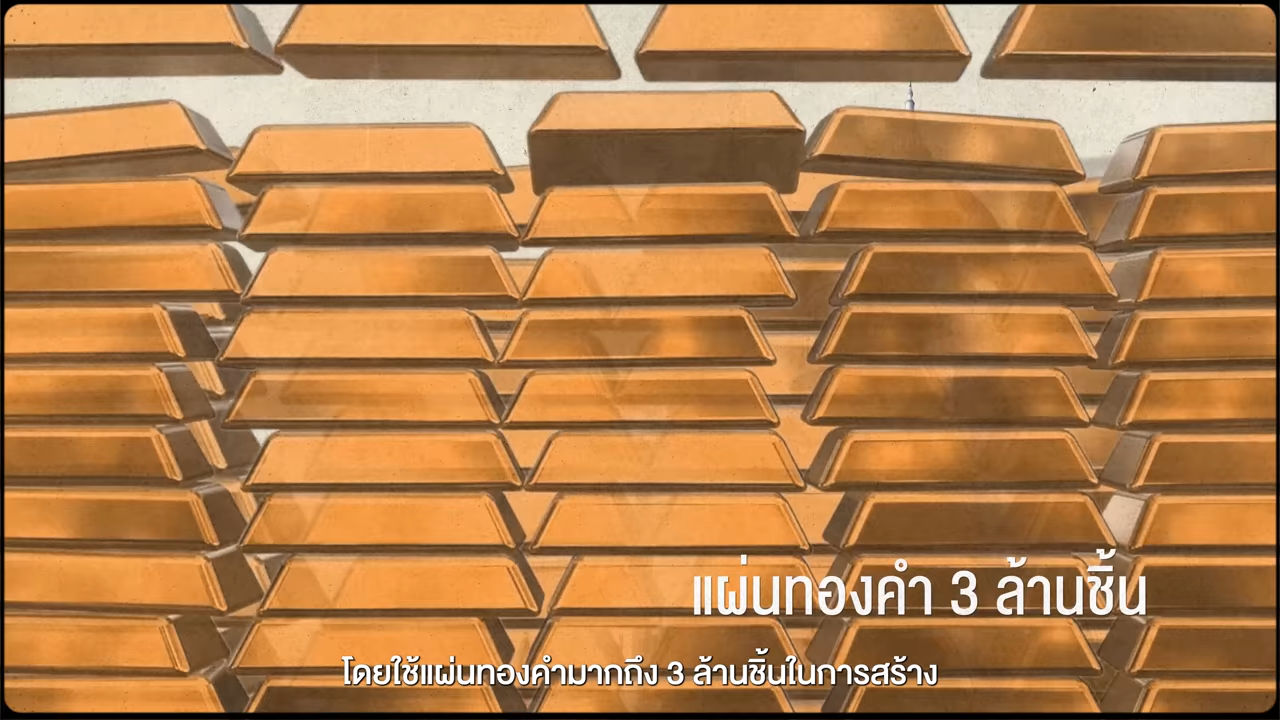 แผ่นทองคำ 3 ล้านชิ้น
โดยใช้แผ่นทองคำมากถึง 3 ล้านชิ้นในการสร้าง